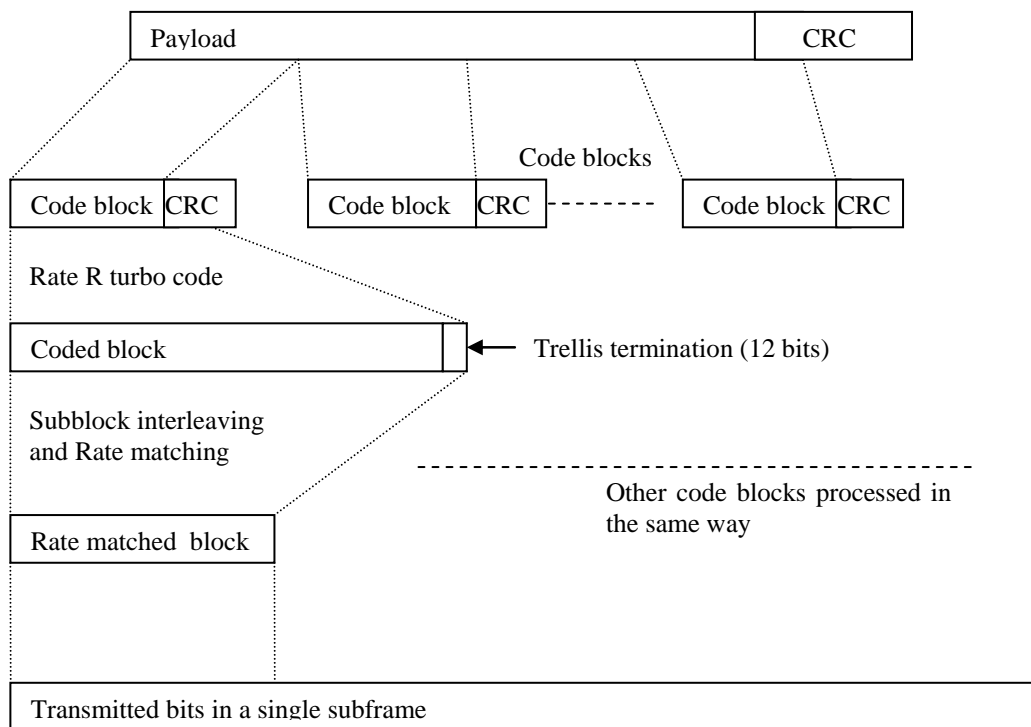 Payload
CRC
Code blocks
Code block
CRC
Code block
CRC
Code block
CRC
Rate R turbo code
Coded block
Trellis termination (12 bits)
Subblock interleaving
and Rate matching
Other code blocks processed in
the same way
Rate matched block
Transmitted bits in a single subframe